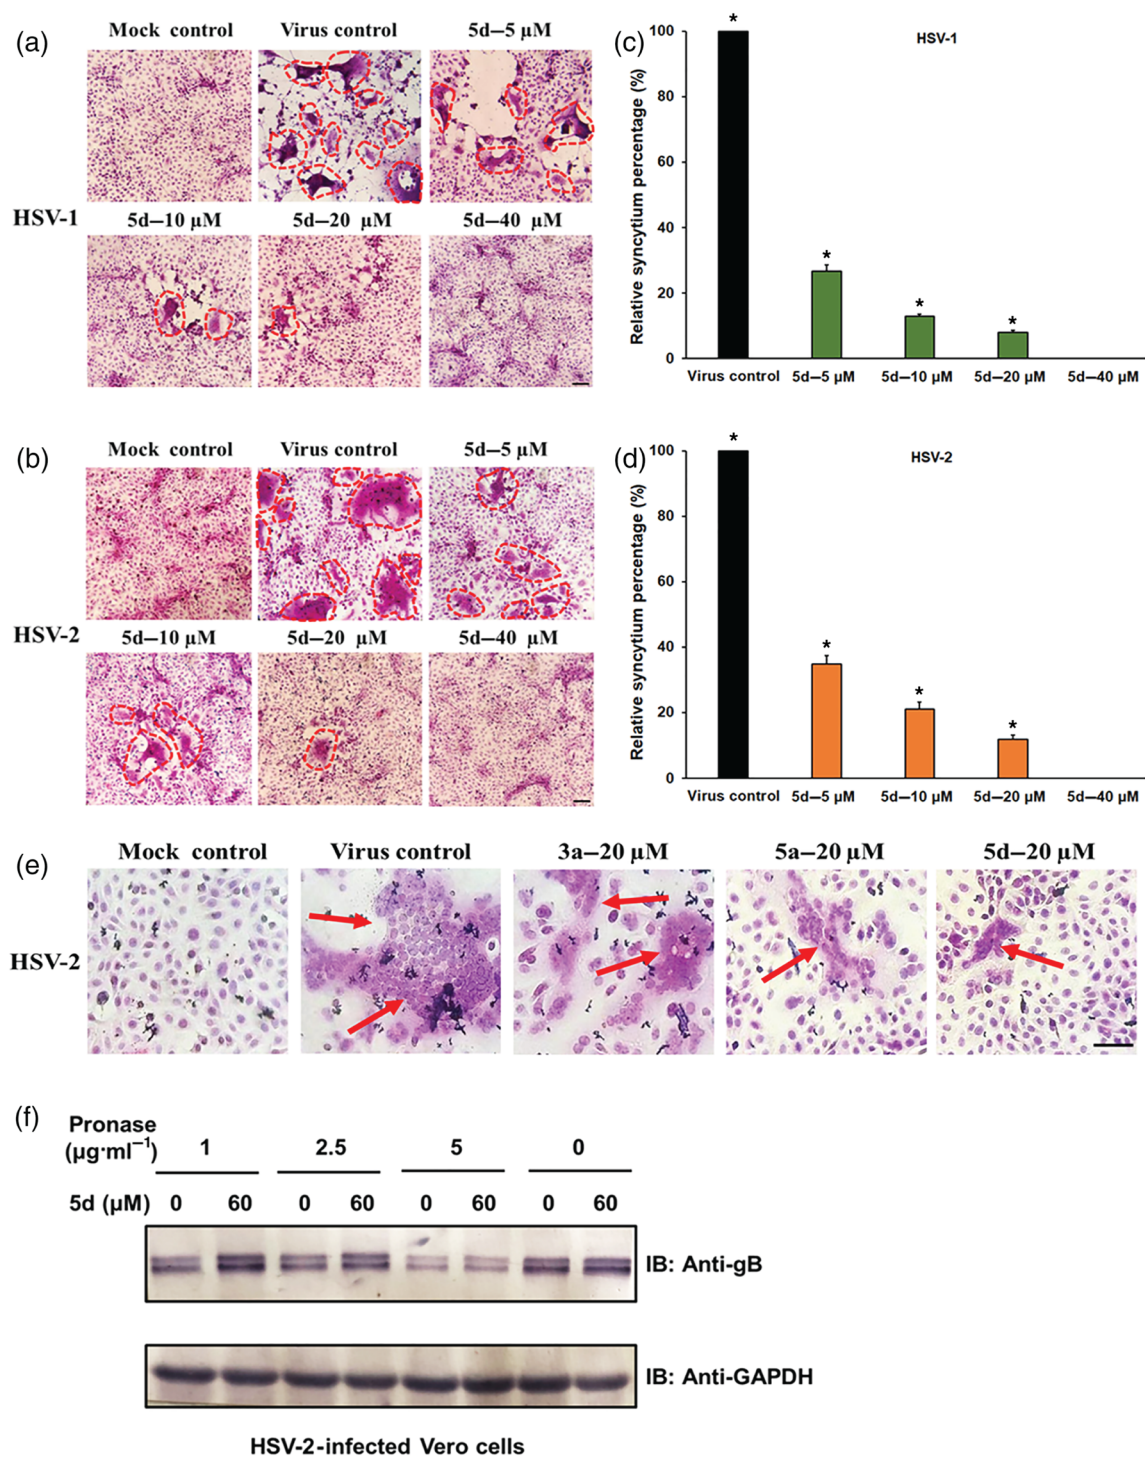 (a)
Mock control Virus control 5d–5 μM
HSV-1
5d–10 μM 5d–20 μM 5d–40 μM
(c)
HSV-1
Relative syncytium percentage (%)
100
80
60
40
20
0
*
*
*
*
Virus control 5d–5 μM 5d–10 μM 5d–20 μM 5d–40 μM
(b)
Mock control Virus control 5d–5 μM
HSV-2
5d–10 μM 5d–20 μM 5d–40 μM
(d)
HSV-2
Relative syncytium percentage (%)
100
80
60
40
20
0
*
*
*
*
Virus control 5d–5 μM 5d–10 μM 5d–20 μM 5d–40 μM
(e)
Mock control Virus control 3a–20 μM 5a–20 μM 5d–20 μM
HSV-2
(f)
Pronase
(μg·ml⁻¹) 1 2.5 5 0
5d (μM) 0 60 0 60 0 60 0 60
IB: Anti-gB
IB: Anti-GAPDH
HSV-2-infected Vero cells